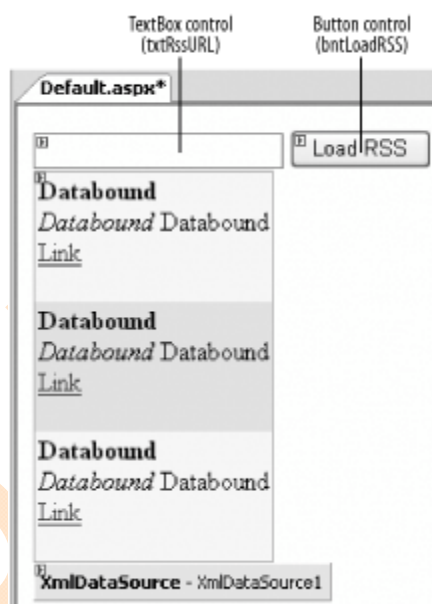 TextBox control
(txtRssURL)
Button control
(bntLoadRSS)
Default.aspx*
Load RSS
Databound
Databound Databound
Link
Databound
Databound Databound
Link
Databound
Databound Databound
Link
XmlDataSource - XmlDataSource1